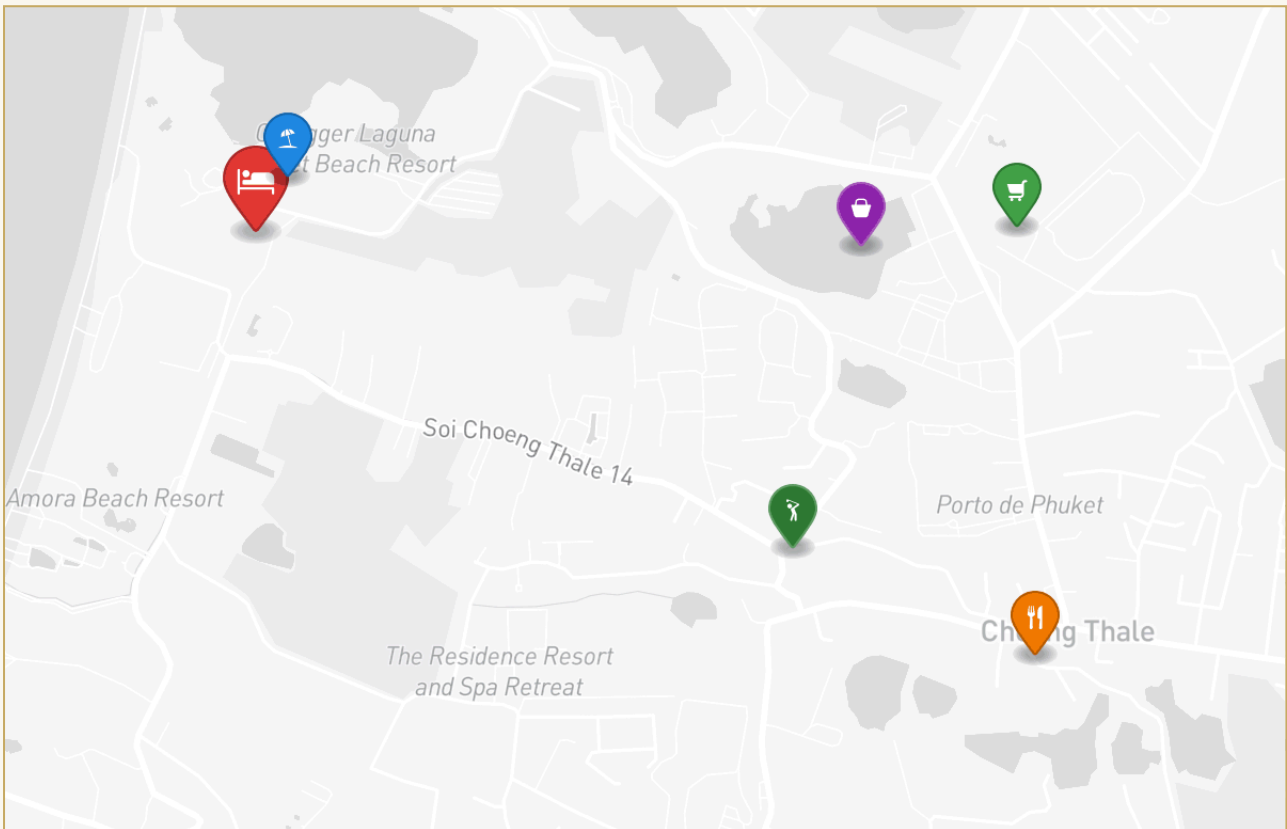 Laguna
Beach Resort
Soi Choeng Thale 14
Amora Beach Resort
Porto de Phuket
Thale
The Residence Resort
and Spa Retreat